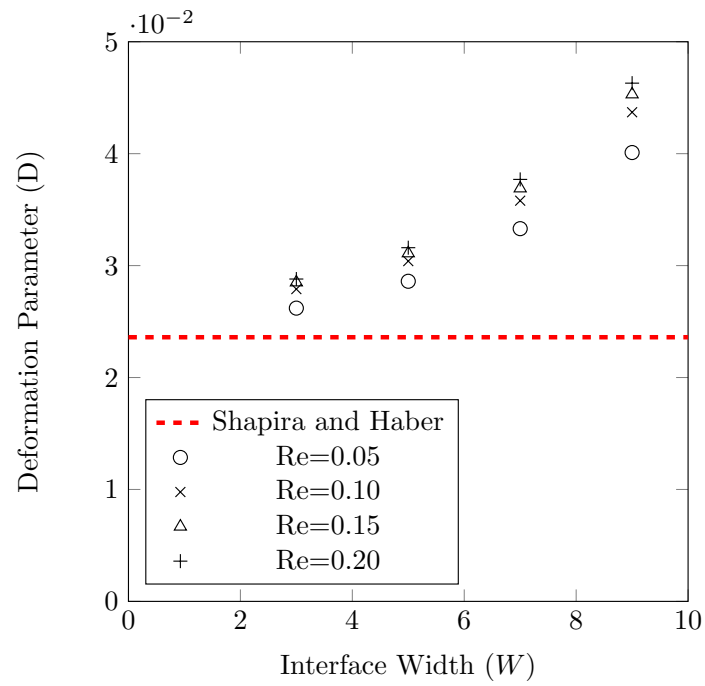 ·10⁻²
5
4
3
2
1
0
0 2 4 6 8 10
Deformation Parameter (D)
Interface Width (W)
Shapira and Haber
Re=0.05
Re=0.10
Re=0.15
Re=0.20